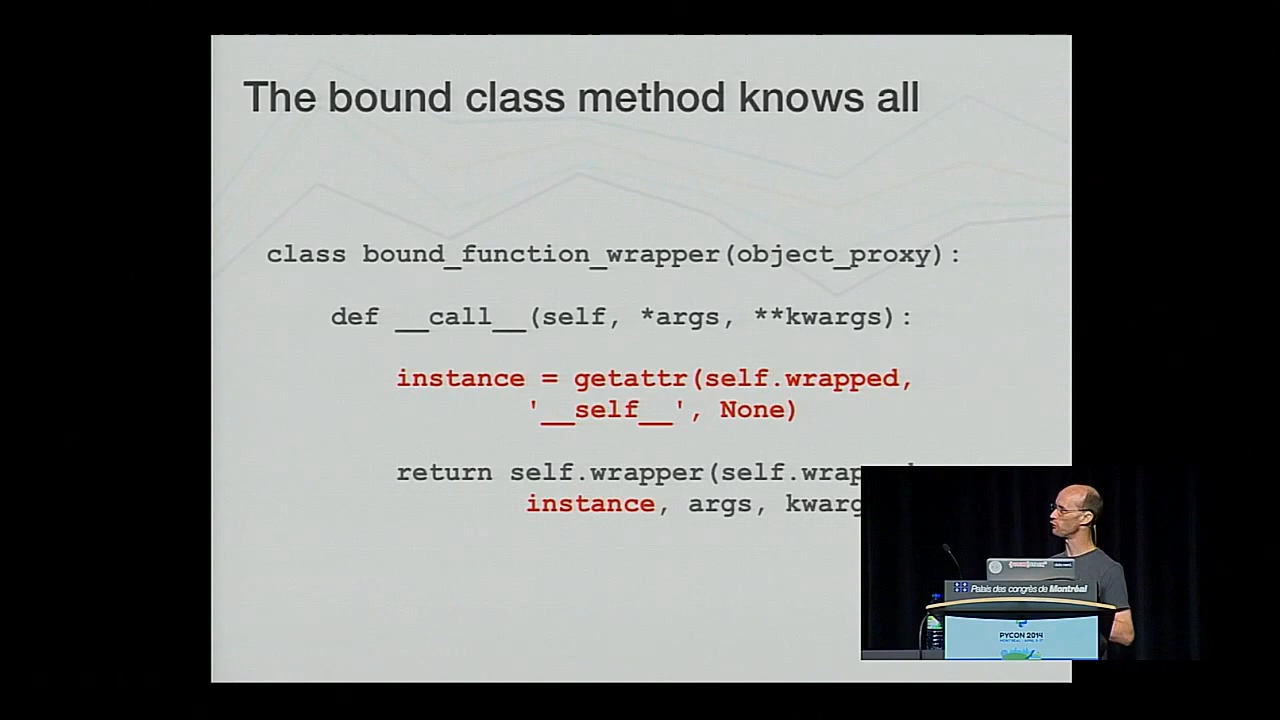 The bound class method knows all
class bound_function_wrapper(object_proxy):
def __call__(self, *args, **kwargs):
instance = getattr(self.wrapped,
'__self__', None)
return self.wrapper(self.wrap
instance, args, kwarg
Palais des congrès de Montréal
PYCON 2014